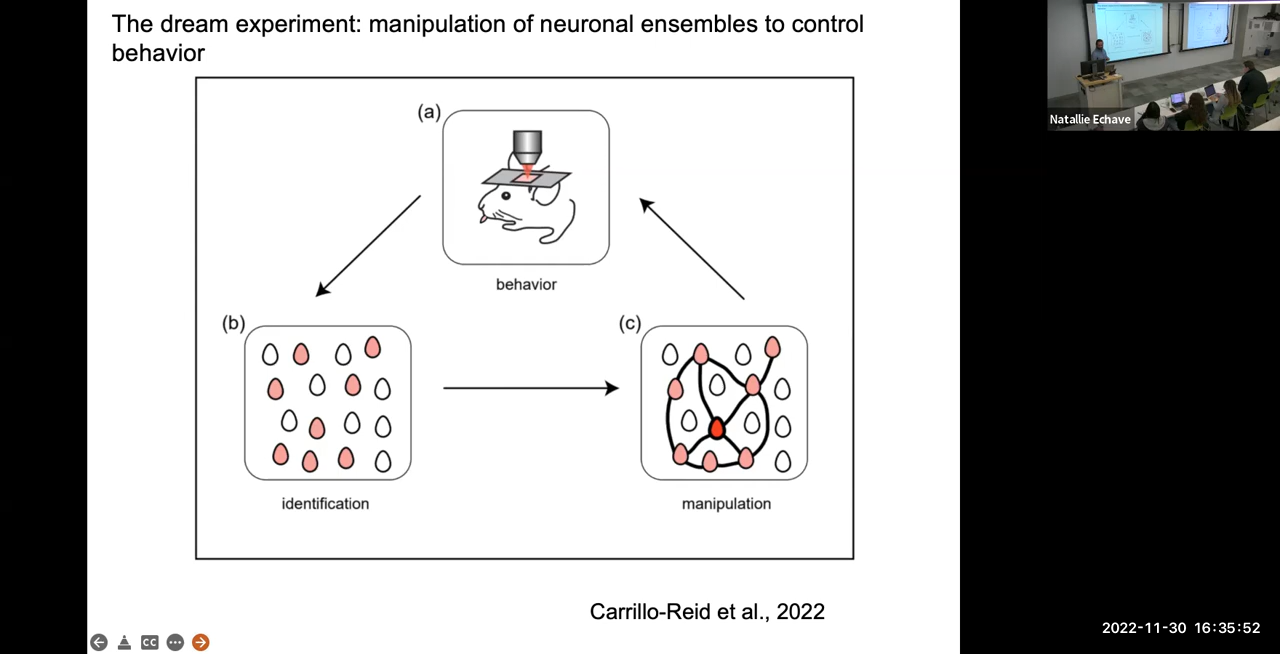 The dream experiment: manipulation of neuronal ensembles to control
behavior
(a)
behavior
(b)
identification
(c)
manipulation
Carrillo-Reid et al., 2022
CC
Natallie Echave
2022-11-30 16:35:52